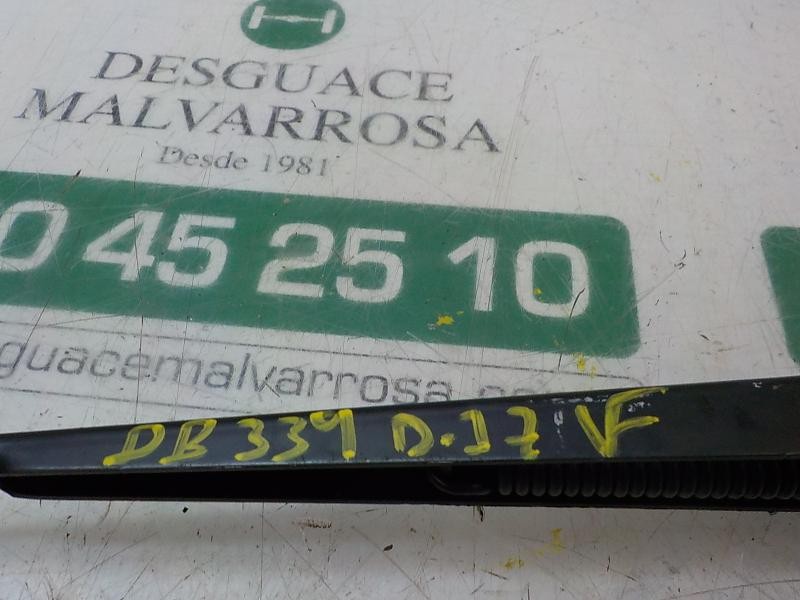 DESGUACE
MALVARROSA
Desde 1981
0 45 25 10
guacemalvarrosa.
DB 339 D.17 VF